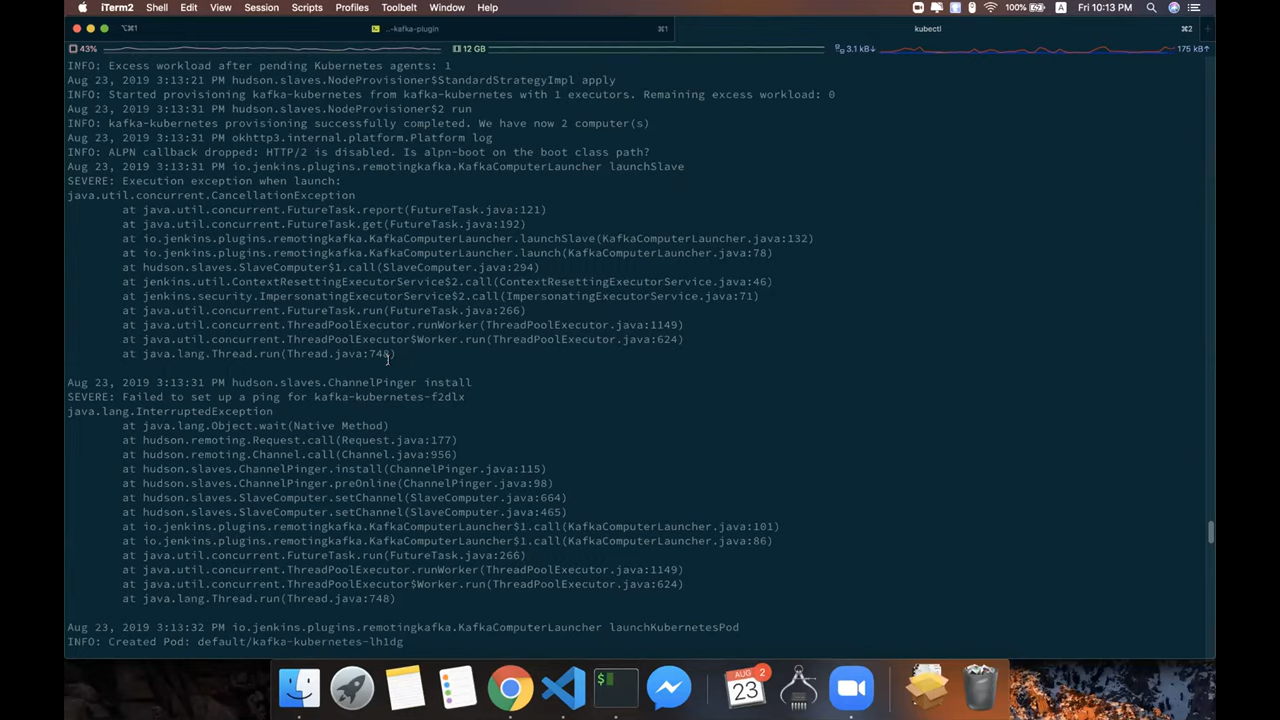 iTerm2 Shell Edit View Session Scripts Profiles Toolbelt Window Help 100% A Fri 10:13 PM
⌥⌘1 ..-kafka-plugin ⌘1 kubectl ⌘2
43% 12 GB 3.1 kB↓ 175 kB↑
INFO: Excess workload after pending Kubernetes agents: 1
Aug 23, 2019 3:13:21 PM hudson.slaves.NodeProvisioner$StandardStrategyImpl apply
INFO: Started provisioning kafka-kubernetes from kafka-kubernetes with 1 executors. Remaining excess workload: 0
Aug 23, 2019 3:13:31 PM hudson.slaves.NodeProvisioner$2 run
INFO: kafka-kubernetes provisioning successfully completed. We have now 2 computer(s)
Aug 23, 2019 3:13:31 PM okhttp3.internal.platform.Platform log
INFO: ALPN callback dropped: HTTP/2 is disabled. Is alpn-boot on the boot class path?
Aug 23, 2019 3:13:31 PM io.jenkins.plugins.remotingkafka.KafkaComputerLauncher launchSlave
SEVERE: Execution exception when launch:
java.util.concurrent.CancellationException
at java.util.concurrent.FutureTask.report(FutureTask.java:121)
at java.util.concurrent.FutureTask.get(FutureTask.java:192)
at io.jenkins.plugins.remotingkafka.KafkaComputerLauncher.launchSlave(KafkaComputerLauncher.java:132)
at io.jenkins.plugins.remotingkafka.KafkaComputerLauncher.launch(KafkaComputerLauncher.java:78)
at hudson.slaves.SlaveComputer$1.call(SlaveComputer.java:294)
at jenkins.util.ContextResettingExecutorService$2.call(ContextResettingExecutorService.java:46)
at jenkins.security.ImpersonatingExecutorService$2.call(ImpersonatingExecutorService.java:71)
at java.util.concurrent.FutureTask.run(FutureTask.java:266)
at java.util.concurrent.ThreadPoolExecutor.runWorker(ThreadPoolExecutor.java:1149)
at java.util.concurrent.ThreadPoolExecutor$Worker.run(ThreadPoolExecutor.java:624)
at java.lang.Thread.run(Thread.java:748)
Aug 23, 2019 3:13:31 PM hudson.slaves.ChannelPinger install
SEVERE: Failed to set up a ping for kafka-kubernetes-f2dlx
java.lang.InterruptedException
at java.lang.Object.wait(Native Method)
at hudson.remoting.Request.call(Request.java:177)
at hudson.remoting.Channel.call(Channel.java:956)
at hudson.slaves.ChannelPinger.install(ChannelPinger.java:115)
at hudson.slaves.ChannelPinger.preOnline(ChannelPinger.java:98)
at hudson.slaves.SlaveComputer.setChannel(SlaveComputer.java:664)
at hudson.slaves.SlaveComputer.setChannel(SlaveComputer.java:465)
at io.jenkins.plugins.remotingkafka.KafkaComputerLauncher$1.call(KafkaComputerLauncher.java:101)
at io.jenkins.plugins.remotingkafka.KafkaComputerLauncher$1.call(KafkaComputerLauncher.java:86)
at java.util.concurrent.FutureTask.run(FutureTask.java:266)
at java.util.concurrent.ThreadPoolExecutor.runWorker(ThreadPoolExecutor.java:1149)
at java.util.concurrent.ThreadPoolExecutor$Worker.run(ThreadPoolExecutor.java:624)
at java.lang.Thread.run(Thread.java:748)
Aug 23, 2019 3:13:32 PM io.jenkins.plugins.remotingkafka.KafkaComputerLauncher launchKubernetesPod
INFO: Created Pod: default/kafka-kubernetes-lh1dg
$
AUG 2
23